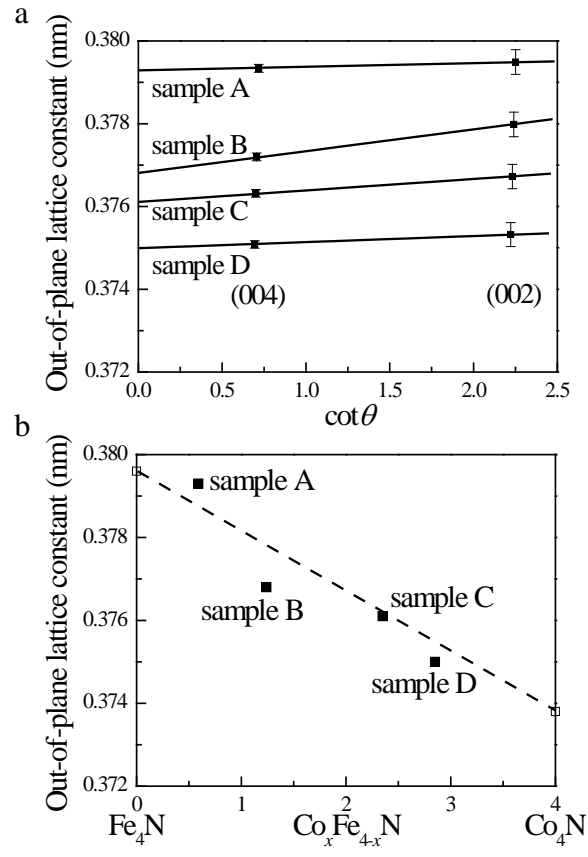 a
Out-of-plane lattice constant (nm)
0.380
0.378
0.376
0.374
0.372
sample A
sample B
sample C
sample D
(004) (002)
0.0 0.5 1.0 1.5 2.0 2.5
cotθ
b
Out-of-plane lattice constant (nm)
0.380
0.378
0.376
0.374
0.372
sample A
sample B
sample C
sample D
0 1 2 3 4
Fe₄N CoₓFe₄₋ₓN Co₄N